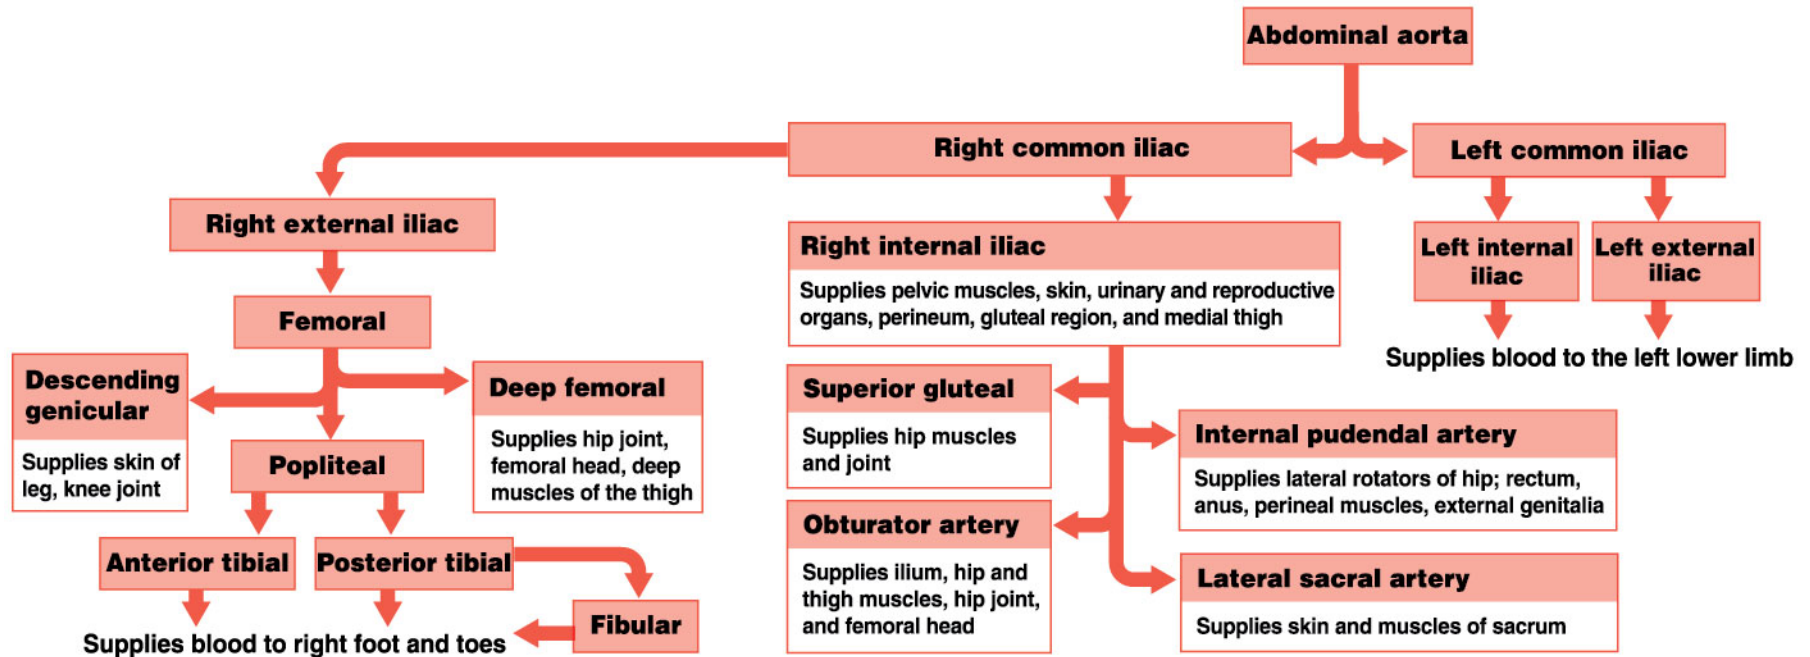 Abdominal aorta
Right common iliac
Left common iliac
Right external iliac
Right internal iliac
Supplies pelvic muscles, skin, urinary and reproductive
organs, perineum, gluteal region, and medial thigh
Left internal
iliac
Left external
iliac
Supplies blood to the left lower limb
Femoral
Descending
genicular
Supplies skin of
leg, knee joint
Deep femoral
Supplies hip joint,
femoral head, deep
muscles of the thigh
Popliteal
Anterior tibial
Posterior tibial
Fibular
Supplies blood to right foot and toes
Superior gluteal
Supplies hip muscles
and joint
Internal pudendal artery
Supplies lateral rotators of hip; rectum,
anus, perineal muscles, external genitalia
Obturator artery
Supplies ilium, hip and
thigh muscles, hip joint,
and femoral head
Lateral sacral artery
Supplies skin and muscles of sacrum